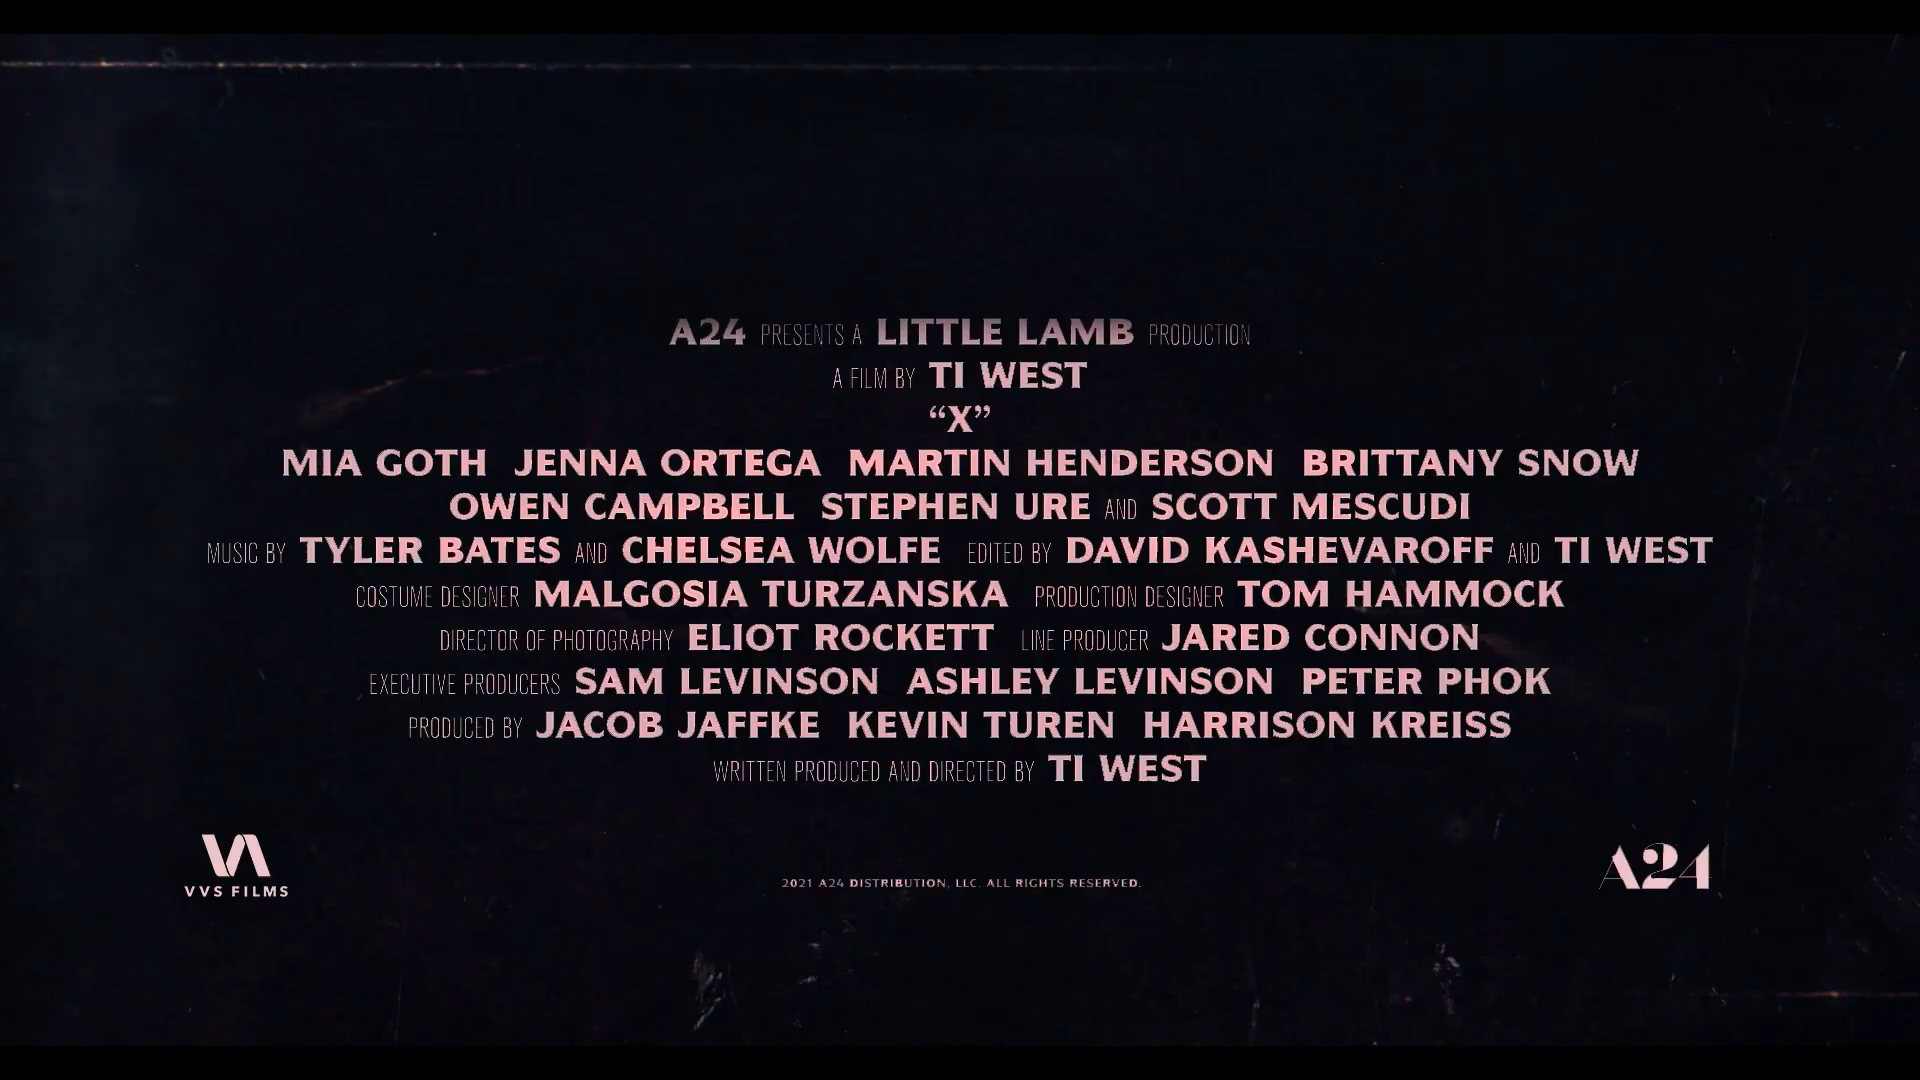 A24 PRESENTS A LITTLE LAMB PRODUCTION
A FILM BY TI WEST
“X”
MIA GOTH JENNA ORTEGA MARTIN HENDERSON BRITTANY SNOW
OWEN CAMPBELL STEPHEN URE AND SCOTT MESCUDI
MUSIC BY TYLER BATES AND CHELSEA WOLFE EDITED BY DAVID KASHEVAROFF AND TI WEST
COSTUME DESIGNER MALGOSIA TURZANSKA PRODUCTION DESIGNER TOM HAMMOCK
DIRECTOR OF PHOTOGRAPHY ELIOT ROCKETT LINE PRODUCER JARED CONNON
EXECUTIVE PRODUCERS SAM LEVINSON ASHLEY LEVINSON PETER PHOK
PRODUCED BY JACOB JAFFKE KEVIN TUREN HARRISON KREISS
WRITTEN PRODUCED AND DIRECTED BY TI WEST
VVS FILMS
2021 A24 DISTRIBUTION, LLC. ALL RIGHTS RESERVED.
A24